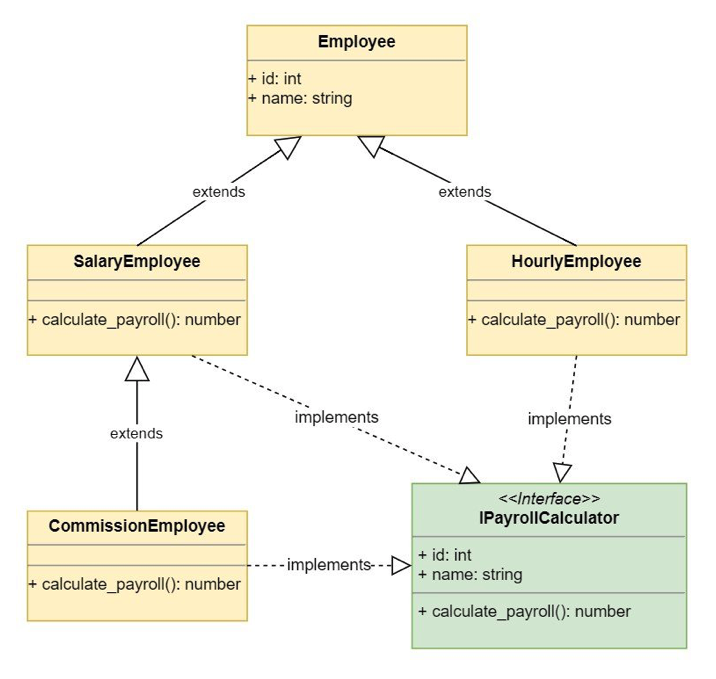 Employee
+ id: int
+ name: string
extends
extends
SalaryEmployee
+ calculate_payroll(): number
HourlyEmployee
+ calculate_payroll(): number
implements
implements
extends
CommissionEmployee
+ calculate_payroll(): number
implements
<<Interface>>
IPayrollCalculator
+ id: int
+ name: string
+ calculate_payroll(): number